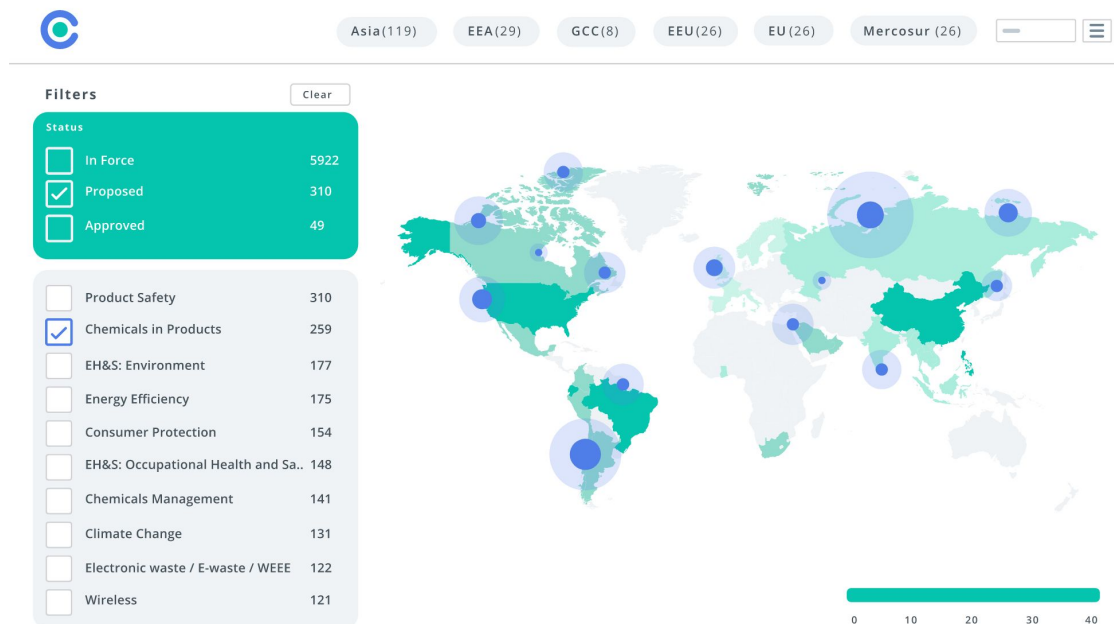 Asia(119) EEA(29) GCC(8) EEU(26) EU(26) Mercosur (26)
Filters Clear
Status
In Force 5922
Proposed 310
Approved 49
Product Safety 310
Chemicals in Products 259
EH&S: Environment 177
Energy Efficiency 175
Consumer Protection 154
EH&S: Occupational Health and Sa.. 148
Chemicals Management 141
Climate Change 131
Electronic waste / E-waste / WEEE 122
Wireless 121
0 10 20 30 40